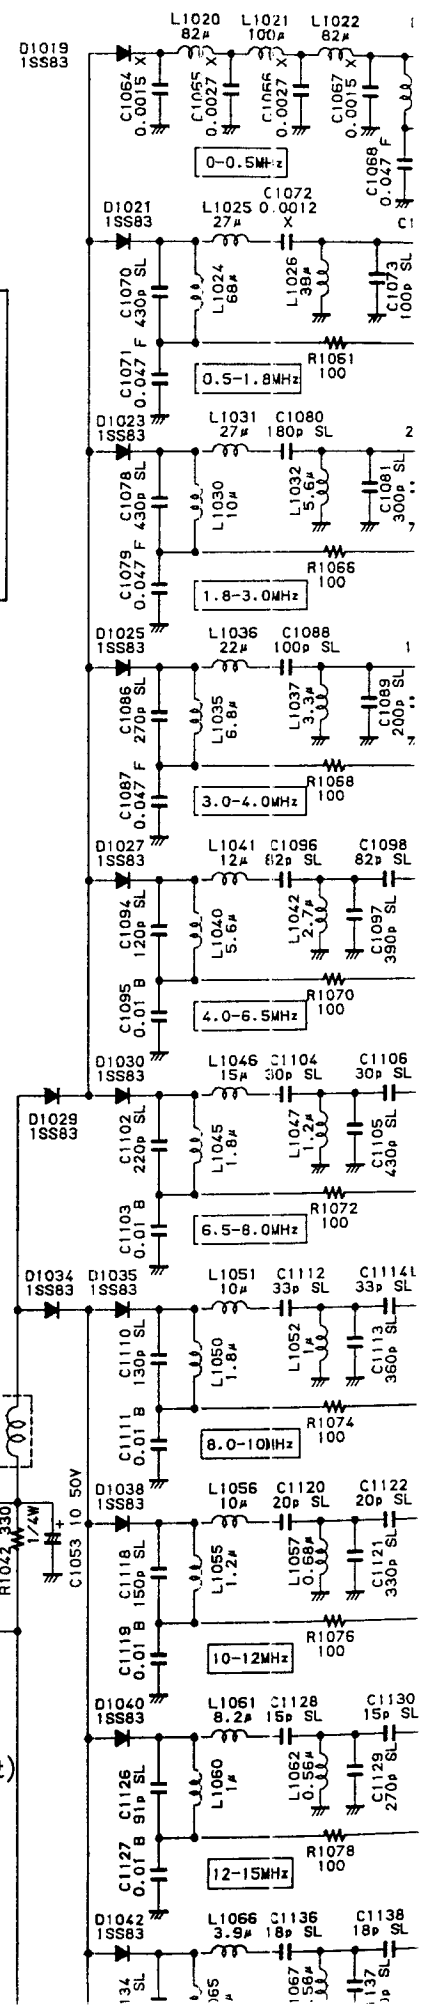 L1020
82μ
L1021
100μ
L1022
82μ
D1019
1SS83
C1064
0.0015 X
C1065
0.0027 X
C1066
0.0027 X
C1067
0.0015 X
C1068
0.047 F
0-0.5MHz
D1021
1SS83
L1025
27μ
C1072
0.0012
X
C1070
430p SL
L1024
68μ
L1026
38μ
C1073
100p SL
C1071
0.047 F
R1061
100
0.5-1.8MHz
D1023
1SS83
L1031
27μ
C1080
180p SL
C1078
430p SL
L1030
10μ
L1032
5.6μ
C1081
300p SL
C1079
0.047 F
R1066
100
1.8-3.0MHz
D1025
1SS83
L1036
22μ
C1088
100p SL
C1086
270p SL
L1035
6.8μ
L1037
3.3μ
C1089
200p SL
C1087
0.047 F
R1068
100
3.0-4.0MHz
D1027
1SS83
L1041
12μ
C1096
82p SL
C1098
82p SL
C1094
120p SL
L1040
5.6μ
L1042
2.7μ
C1097
390p SL
C1095
0.01 B
R1070
100
4.0-6.5MHz
D1029
1SS83
D1030
1SS83
L1046
15μ
C1104
30p SL
C1106
30p SL
C1102
220p SL
L1045
1.8μ
L1047
1.2μ
C1105
430p SL
C1103
0.01 B
R1072
100
6.5-8.0MHz
D1034
1SS83
D1035
1SS83
L1051
10μ
C1112
33p SL
C1114
33p SL
C1110
130p SL
L1050
1.8μ
L1052
1μ
C1113
360p SL
C1111
0.01 B
R1074
100
8.0-10MHz
R1042 330
1/4W
C1053 10 50V
+
D1038
1SS83
L1056
10μ
C1120
20p SL
C1122
20p SL
C1118
150p SL
L1055
1.2μ
L1057
0.68μ
C1121
330p SL
C1119
0.01 B
R1076
100
10-12MHz
D1040
1SS83
L1061
8.2μ
C1128
15p SL
C1130
15p SL
C1126
91p SL
L1060
1μ
L1062
0.56μ
C1129
270p SL
C1127
0.01 B
R1078
100
12-15MHz
D1042
1SS83
L1066
3.9μ
C1136
18p SL
C1138
18p SL